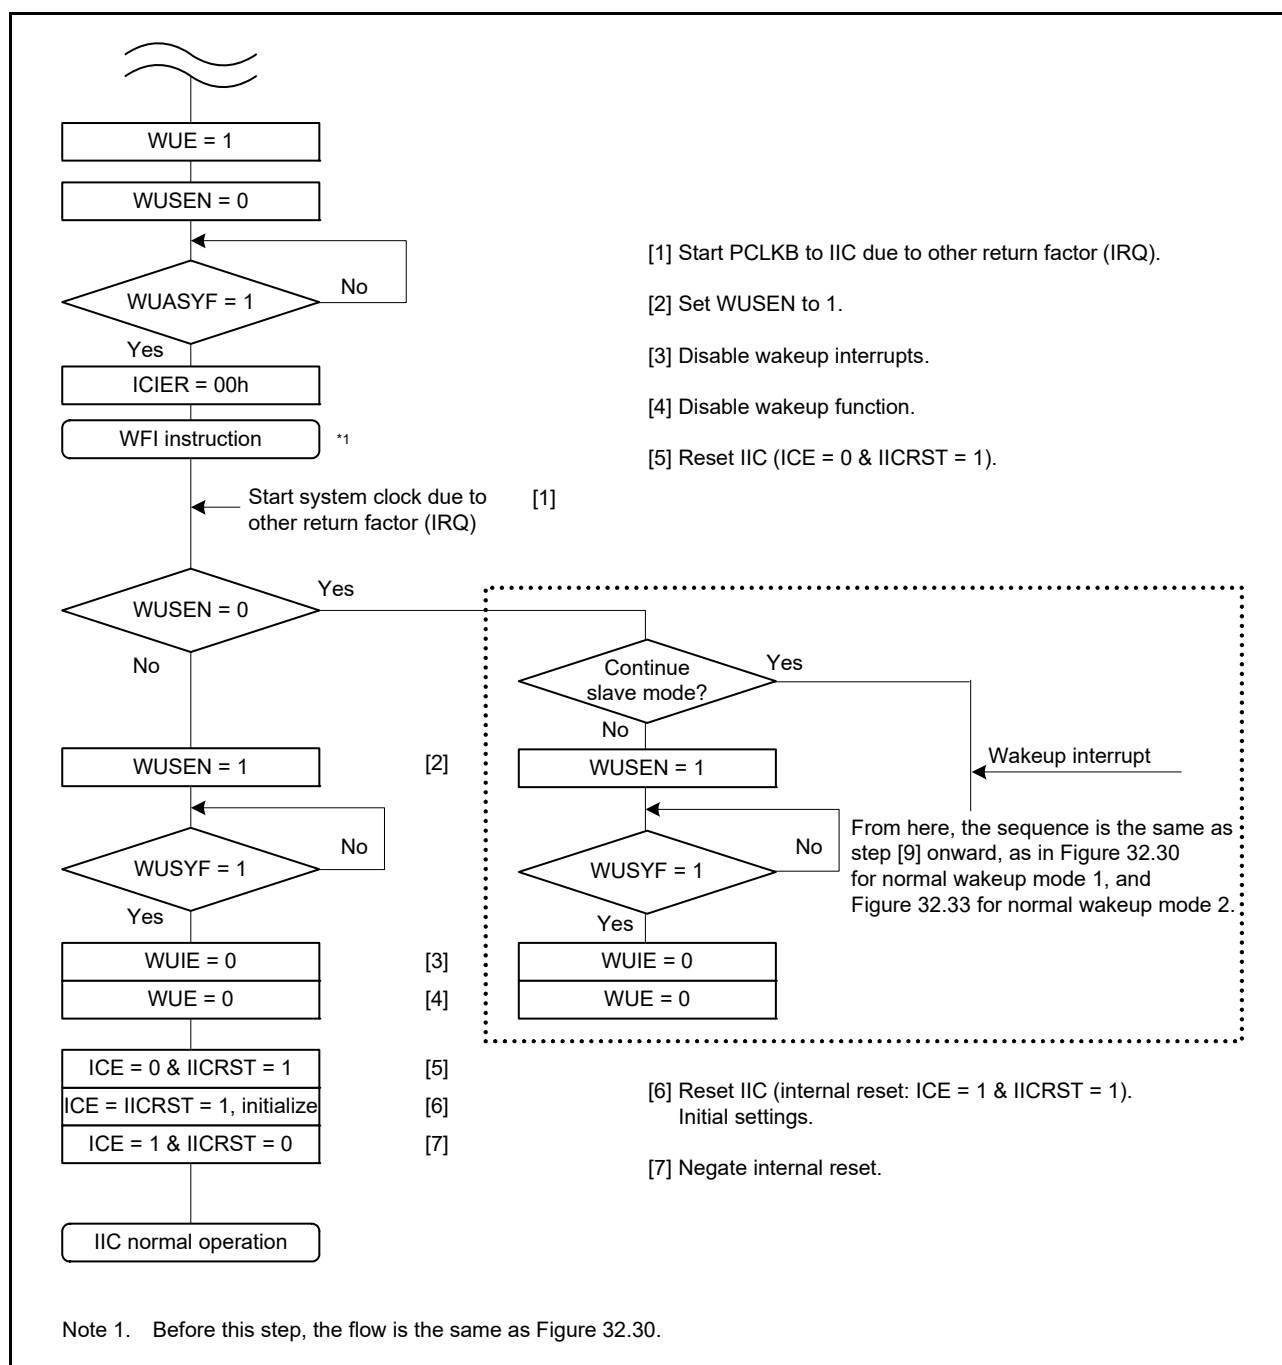 WUE = 1
WUSEN = 0
WUASYF = 1
No
Yes
ICIER = 00h
WFI instruction
*1
Start system clock due to
other return factor (IRQ)
[1]
[1] Start PCLKB to IIC due to other return factor (IRQ).
[2] Set WUSEN to 1.
[3] Disable wakeup interrupts.
[4] Disable wakeup function.
[5] Reset IIC (ICE = 0 & IICRST = 1).
WUSEN = 0
Yes
No
WUSEN = 1
[2]
WUSYF = 1
No
Yes
WUIE = 0
[3]
WUE = 0
[4]
ICE = 0 & IICRST = 1
[5]
ICE = IICRST = 1, initialize
[6]
ICE = 1 & IICRST = 0
[7]
IIC normal operation
Continue
slave mode?
Yes
No
WUSEN = 1
WUSYF = 1
No
Yes
WUIE = 0
WUE = 0
Wakeup interrupt
From here, the sequence is the same as
step [9] onward, as in Figure 32.30
for normal wakeup mode 1, and
Figure 32.33 for normal wakeup mode 2.
[6] Reset IIC (internal reset: ICE = 1 & IICRST = 1).
Initial settings.
[7] Negate internal reset.
Note 1. Before this step, the flow is the same as Figure 32.30.